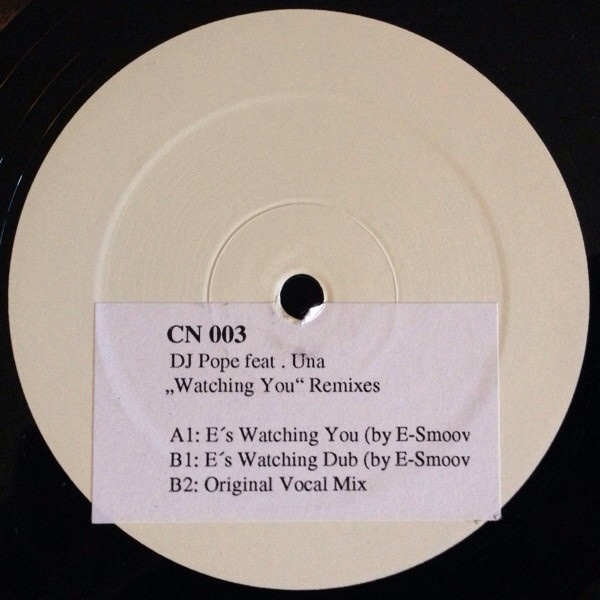 CN 003
DJ Pope feat . Una
„Watching You“ Remixes
A1: E´s Watching You (by E-Smoov
B1: E´s Watching Dub (by E-Smoov
B2: Original Vocal Mix